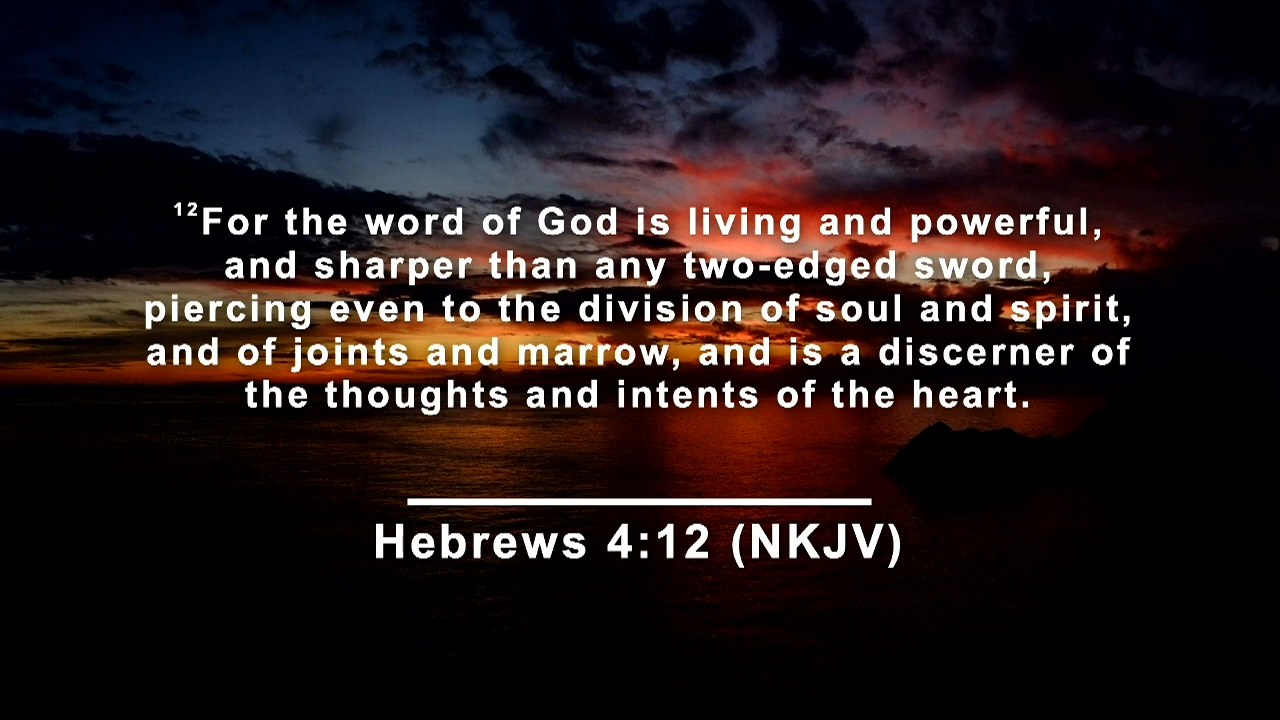 ¹²For the word of God is living and powerful,
and sharper than any two-edged sword,
piercing even to the division of soul and spirit,
and of joints and marrow, and is a discerner of
the thoughts and intents of the heart.
Hebrews 4:12 (NKJV)